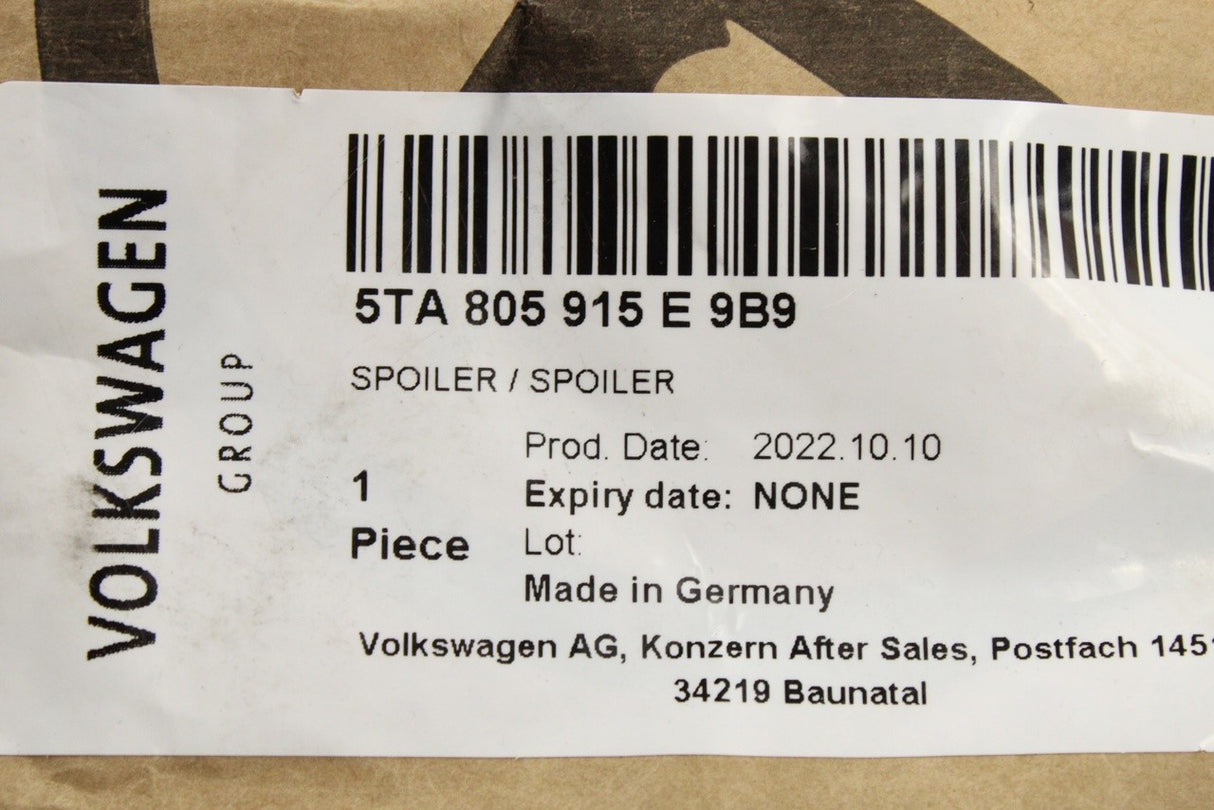 VOLKSWAGEN
GROUP
5TA 805 915 E 9B9
SPOILER / SPOILER
1
Piece
Prod. Date: 2022.10.10
Expiry date: NONE
Lot:
Made in Germany
Volkswagen AG, Konzern After Sales, Postfach 1451
34219 Baunatal